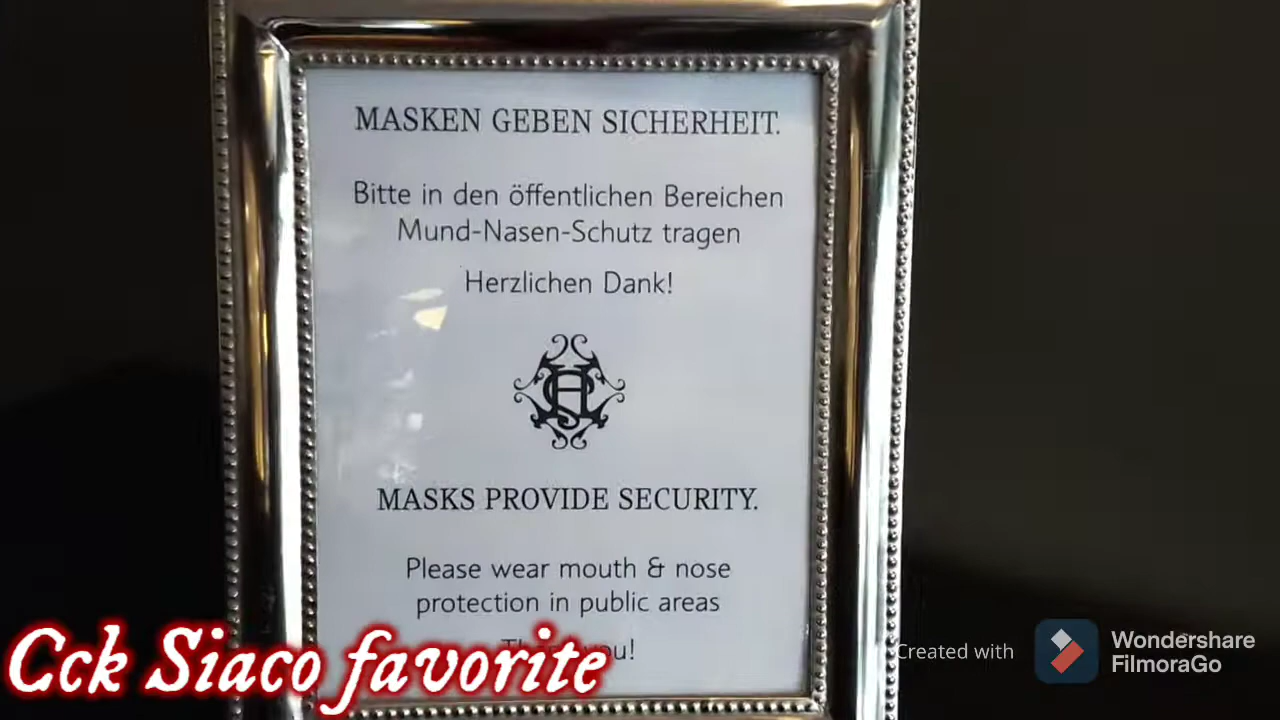 MASKEN GEBEN SICHERHEIT.
Bitte in den öffentlichen Bereichen
Mund-Nasen-Schutz tragen
Herzlichen Dank!
MASKS PROVIDE SECURITY.
Please wear mouth & nose
protection in public areas
Cck Siaco favorite
Created with
Wondershare
FilmoraGo